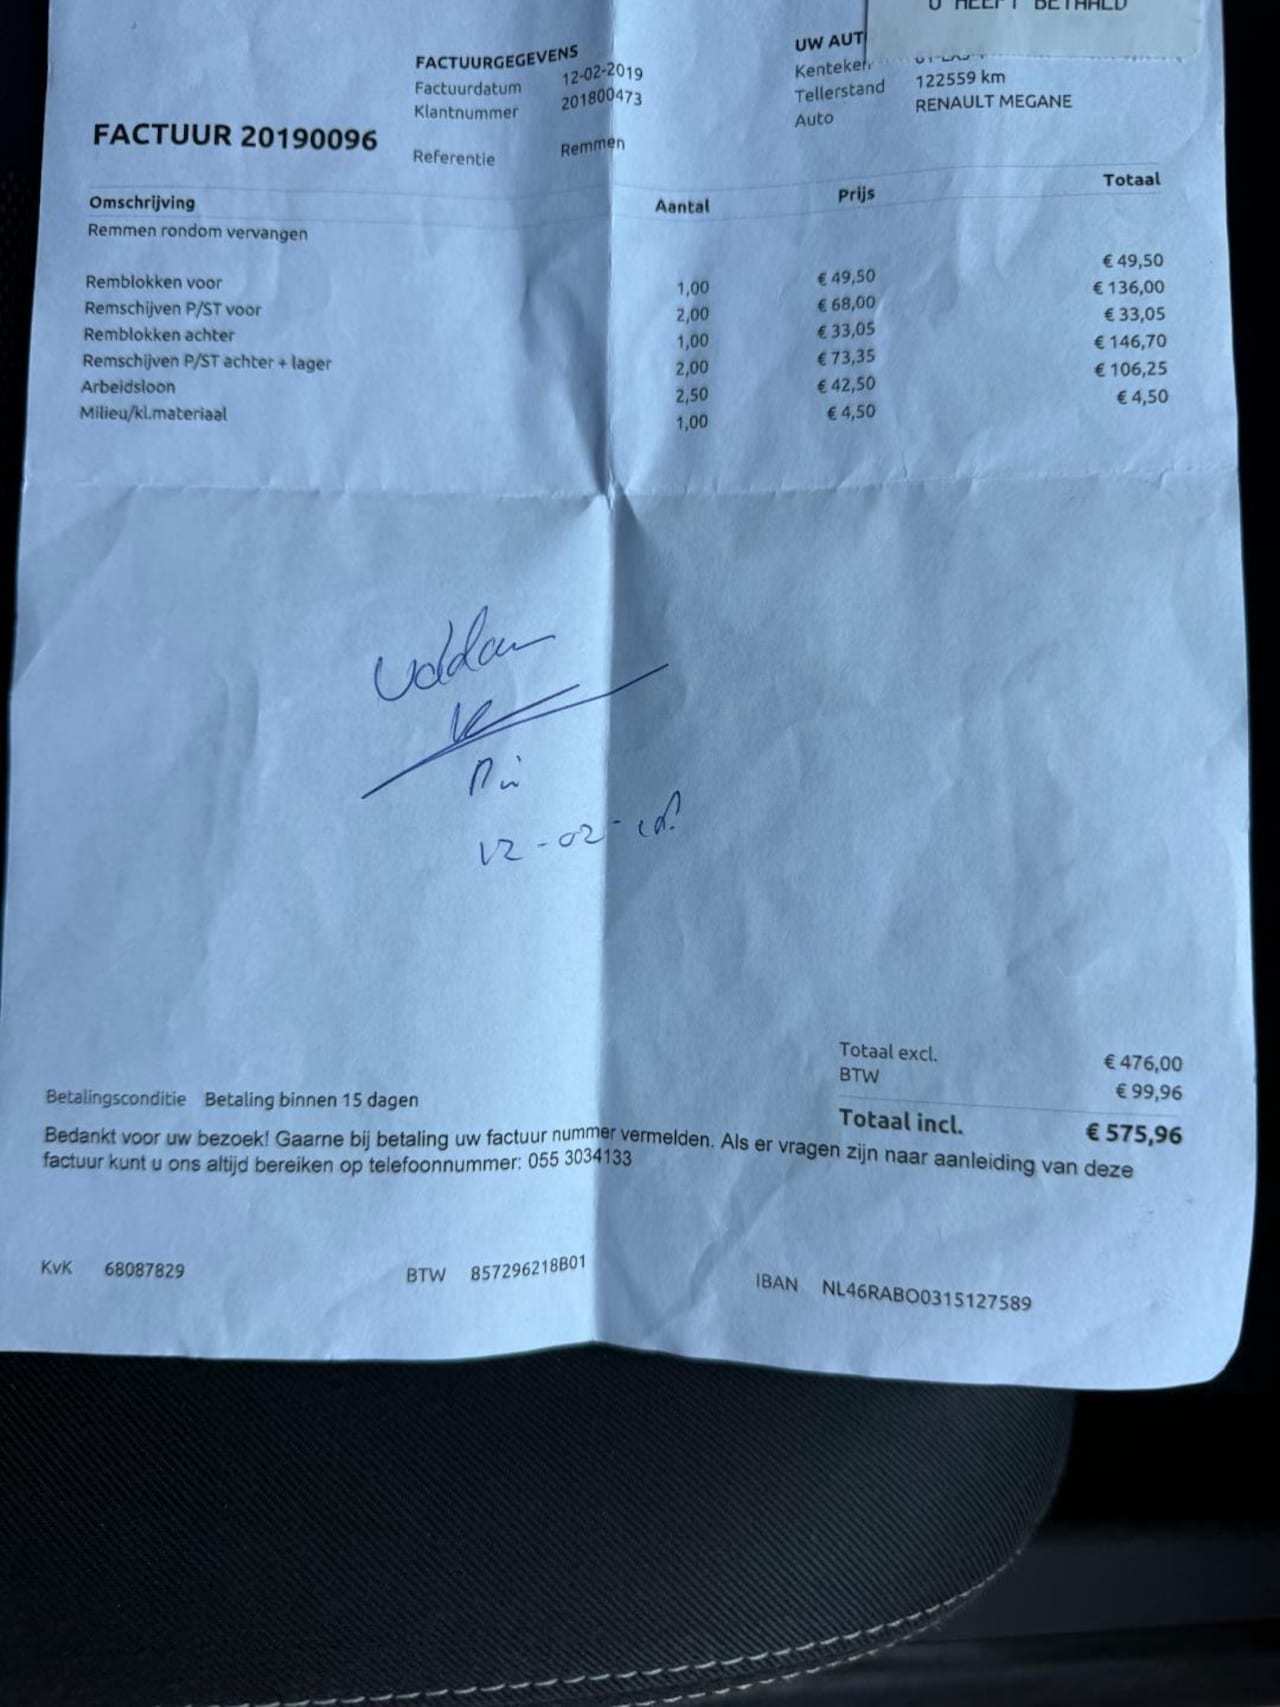 U HEEFT BETAALD
FACTUURGEGEVENS
Factuurdatum 12-02-2019
Klantnummer 201800473
Referentie Remmen
UW AUT
Kenteken
Tellerstand 122559 km
Auto RENAULT MEGANE
FACTUUR 20190096
Omschrijving Aantal Prijs Totaal
Remmen rondom vervangen
Remblokken voor 1,00 € 49,50 € 49,50
Remschijven P/ST voor 2,00 € 68,00 € 136,00
Remblokken achter 1,00 € 33,05 € 33,05
Remschijven P/ST achter + lager 2,00 € 73,35 € 146,70
Arbeidsloon 2,50 € 42,50 € 106,25
Milieu/kl.materiaal 1,00 € 4,50 € 4,50
Voldaan
Pin
12-02-
Totaal excl. € 476,00
BTW € 99,96
Totaal incl. € 575,96
Betalingsconditie Betaling binnen 15 dagen
Bedankt voor uw bezoek! Gaarne bij betaling uw factuur nummer vermelden. Als er vragen zijn naar aanleiding van deze
factuur kunt u ons altijd bereiken op telefoonnummer: 055 3034133
KvK 68087829 BTW 857296218B01 IBAN NL46RABO0315127589